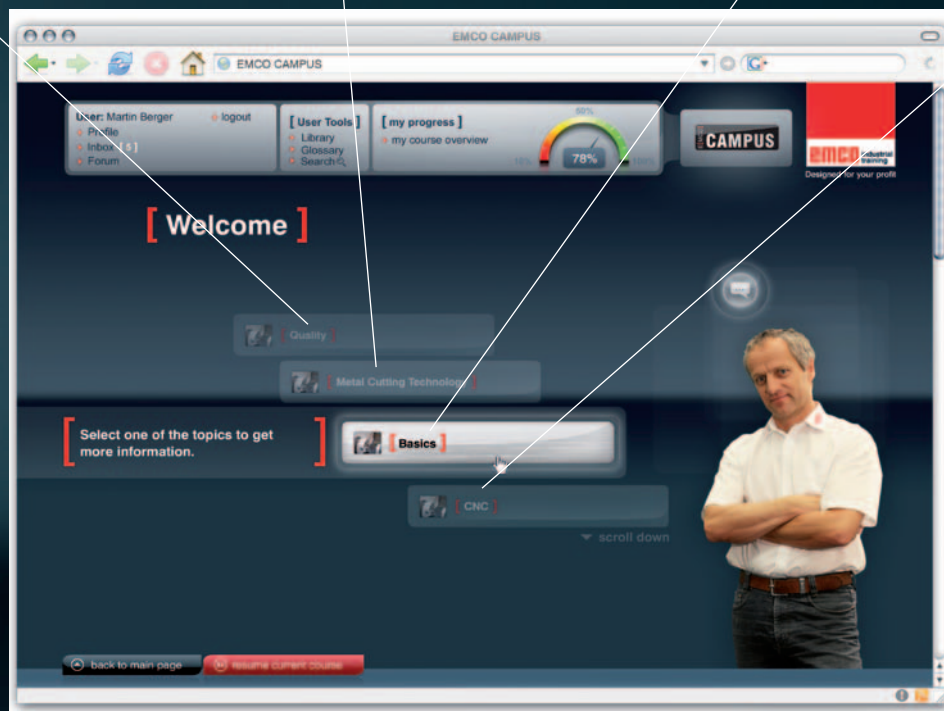 EMCO CAMPUS
EMCO CAMPUS
User: Martin Berger
logout
Profile
Inbox [ 5 ]
Forum
[ User Tools ]
Library
Glossary
Search
[ my progress ]
my course overview
50%
10%
78%
100%
CAMPUS
emco industrial training
Designed for your profit
[ Welcome ]
[ Quality ]
[ Metal Cutting Technology ]
[ Select one of the topics to get
more information. ]
[ Basics ]
[ CNC ]
scroll down
back to main page
resume current course